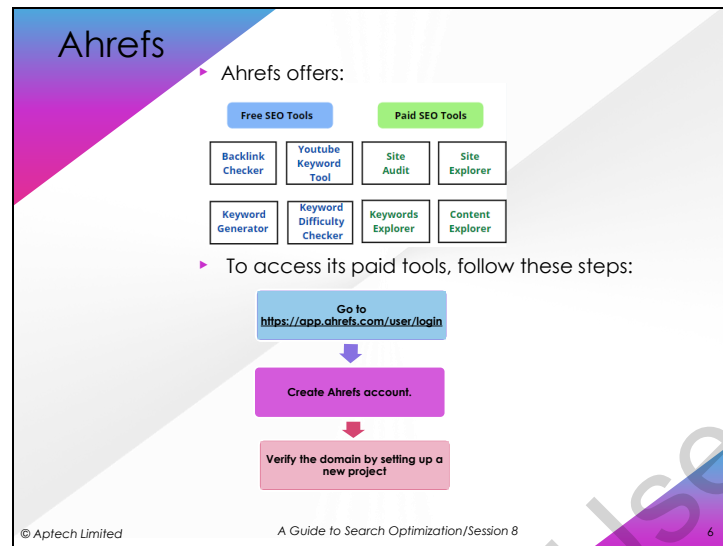 Ahrefs
▸ Ahrefs offers:
Free SEO Tools
Paid SEO Tools
Backlink
Checker
Youtube
Keyword
Tool
Site
Audit
Site
Explorer
Keyword
Generator
Keyword
Difficulty
Checker
Keywords
Explorer
Content
Explorer
▸ To access its paid tools, follow these steps:
Go to
https://app.ahrefs.com/user/login
Create Ahrefs account.
Verify the domain by setting up a
new project
Use
© Aptech Limited
A Guide to Search Optimization/Session 8
6